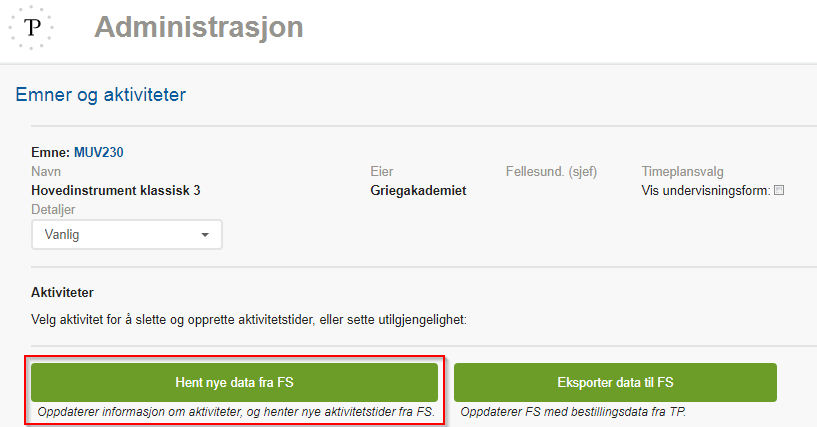 TP Administrasjon
Emner og aktiviteter
Emne: MUV230
Navn Eier Fellesund. (sjef) Timeplansvalg
Hovedinstrument klassisk 3 Griegakademiet Vis undervisningsform:
Detaljer
Vanlig
Aktiviteter
Velg aktivitet for å slette og opprette aktivitetstider, eller sette utilgjengelighet:
Hent nye data fra FS Eksporter data til FS
Oppdaterer informasjon om aktiviteter, og henter nye aktivitetstider fra FS. Oppdaterer FS med bestillingsdata fra TP.